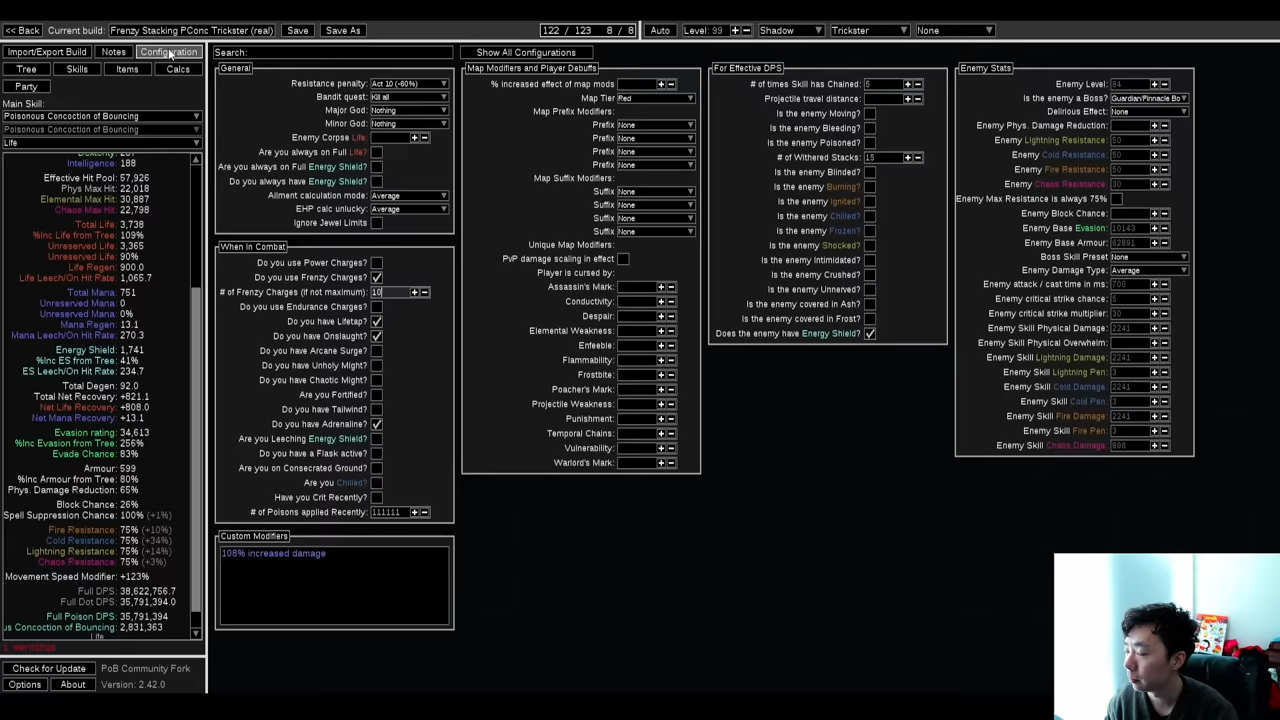 << Back
Current build: Frenzy Stacking PConc Trickster (real)
Save
Save As
122 / 123 8 / 8
Auto
Level: 99
Shadow
Trickster
None
Import/Export Build
Notes
Configuration
Tree
Skills
Items
Calcs
Party
Main Skill:
Poisonous Concoction of Bouncing
Poisonous Concoction of Bouncing
Life
Intelligence: 188
Effective Hit Pool: 57,926
Phys Max Hit: 22,018
Elemental Max Hit: 30,887
Chaos Max Hit: 22,798
Total Life: 3,738
%Inc Life from Tree: 109%
Unreserved Life: 3,365
Unreserved Life: 90%
Life Regen: 900.0
Life Leech/On Hit Rate: 1,065.7
Total Mana: 751
Unreserved Mana: 0
Unreserved Mana: 0%
Mana Regen: 13.1
Mana Leech/On Hit Rate: 270.3
Energy Shield: 1,741
%Inc ES from Tree: 41%
ES Leech/On Hit Rate: 234.7
Total Degen: 92.0
Total Net Recovery: +821.1
Net Life Recovery: +808.0
Net Mana Recovery: +13.1
Evasion rating: 34,613
%Inc Evasion from Tree: 256%
Evade Chance: 83%
Armour: 599
%Inc Armour from Tree: 80%
Phys. Damage Reduction: 65%
Block Chance: 26%
Spell Suppression Chance: 100% (+1%)
Fire Resistance: 75% (+10%)
Cold Resistance: 75% (+34%)
Lightning Resistance: 75% (+14%)
Chaos Resistance: 75% (+3%)
Movement Speed Modifier: +123%
Full DPS: 38,622,756.7
Full Dot DPS: 35,791,394.0
Full Poison DPS: 35,791,394
us Concoction of Bouncing: 2,831,363
Life
1 warnings
Check for Update
PoB Community Fork
Options
About
Version: 2.42.0
Search:
Show All Configurations
General
Resistance penalty: Act 10 (-60%)
Bandit quest: Kill all
Major God: Nothing
Minor God: Nothing
Enemy Corpse Life:
Are you always on Full Life?
Are you always on Full Energy Shield?
Do you always have Energy Shield?
Ailment calculation mode: Average
EHP calc unlucky: Average
Ignore Jewel Limits
When In Combat
Do you use Power Charges?
Do you use Frenzy Charges?
# of Frenzy Charges (if not maximum): 10
Do you use Endurance Charges?
Do you have Lifetap?
Do you have Onslaught?
Do you have Arcane Surge?
Do you have Unholy Might?
Do you have Chaotic Might?
Are you Fortified?
Do you have Tailwind?
Do you have Adrenaline?
Are you Leeching Energy Shield?
Do you have a Flask active?
Are you on Consecrated Ground?
Are you Chilled?
Have you Crit Recently?
# of Poisons applied Recently: 111111
Custom Modifiers
108% increased damage
Map Modifiers and Player Debuffs
% increased effect of map mods
Map Tier Red
Map Prefix Modifiers:
Prefix None
Prefix None
Prefix None
Prefix None
Map Suffix Modifiers:
Suffix None
Suffix None
Suffix None
Suffix None
Unique Map Modifiers:
PvP damage scaling in effect
Player is cursed by:
Assassin's Mark:
Conductivity:
Despair:
Elemental Weakness:
Enfeeble:
Flammability:
Frostbite:
Poacher's Mark:
Projectile Weakness:
Punishment:
Temporal Chains:
Vulnerability:
Warlord's Mark:
For Effective DPS
# of times Skill has Chained: 5
Projectile travel distance:
Is the enemy Moving?
Is the enemy Bleeding?
Is the enemy Poisoned?
# of Withered Stacks: 15
Is the enemy Blinded?
Is the enemy Burning?
Is the enemy Ignited?
Is the enemy Chilled?
Is the enemy Frozen?
Is the enemy Shocked?
Is the enemy Intimidated?
Is the enemy Crushed?
Is the enemy Unnerved?
Is the enemy covered in Ash?
Is the enemy covered in Frost?
Does the enemy have Energy Shield?
Enemy Stats
Enemy Level: 84
Is the enemy a Boss? Guardian/Pinnacle Bo
Delirious Effect: None
Enemy Phys. Damage Reduction:
Enemy Lightning Resistance: 50
Enemy Cold Resistance: 50
Enemy Fire Resistance: 50
Enemy Chaos Resistance: 30
Enemy Max Resistance is always 75%
Enemy Block Chance:
Enemy Base Evasion: 10143
Enemy Base Armour: 62891
Boss Skill Preset None
Enemy Damage Type: Average
Enemy attack / cast time in ms: 700
Enemy critical strike chance: 5
Enemy critical strike multiplier: 30
Enemy Skill Physical Damage: 2241
Enemy Skill Physical Overwhelm:
Enemy Skill Lightning Damage: 2241
Enemy Skill Lightning Pen: 3
Enemy Skill Cold Damage: 2241
Enemy Skill Cold Pen: 3
Enemy Skill Fire Damage: 2241
Enemy Skill Fire Pen: 3
Enemy Skill Chaos Damage: 896